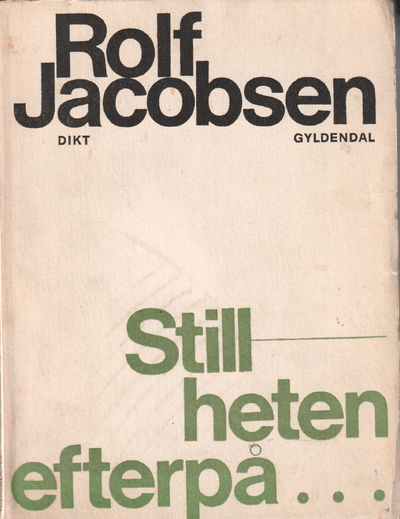 Rolf
Jacobsen
DIKT GYLDENDAL
Still—
heten
efterpå...